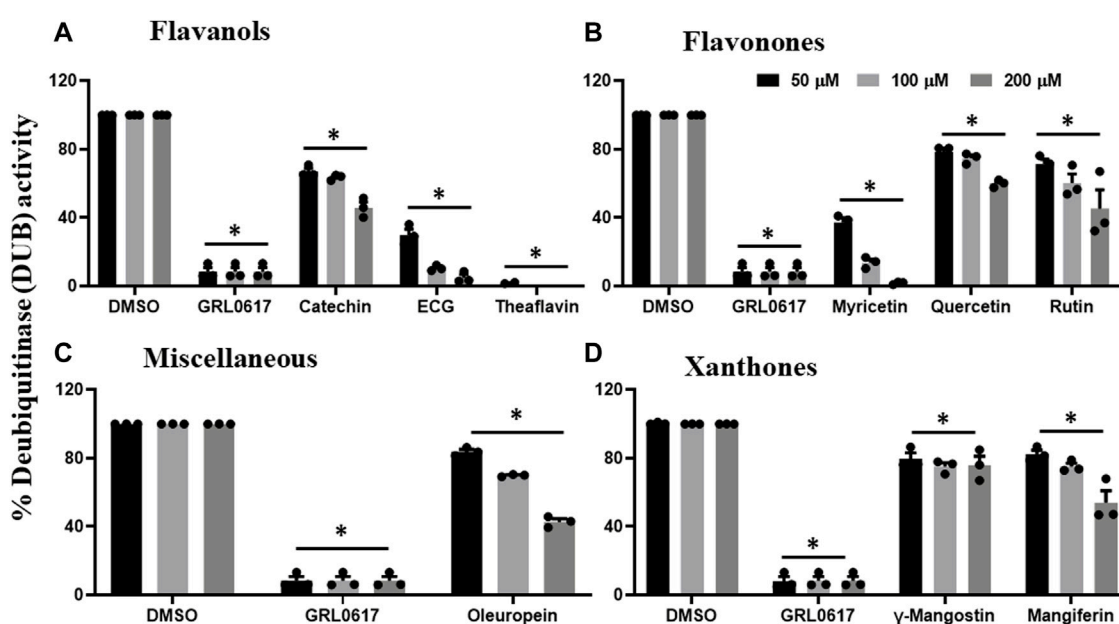 % Deubiquitinase (DUB) activity
A Flavanols
120
80
40
0
* * * *
DMSO GRL0617 Catechin ECG Theaflavin
B Flavonones
50 μM 100 μM 200 μM
120
80
40
0
* * * *
DMSO GRL0617 Myricetin Quercetin Rutin
C Miscellaneous
120
80
40
0
* *
DMSO GRL0617 Oleuropein
D Xanthones
120
80
40
0
* * *
DMSO GRL0617 γ-Mangostin Mangiferin